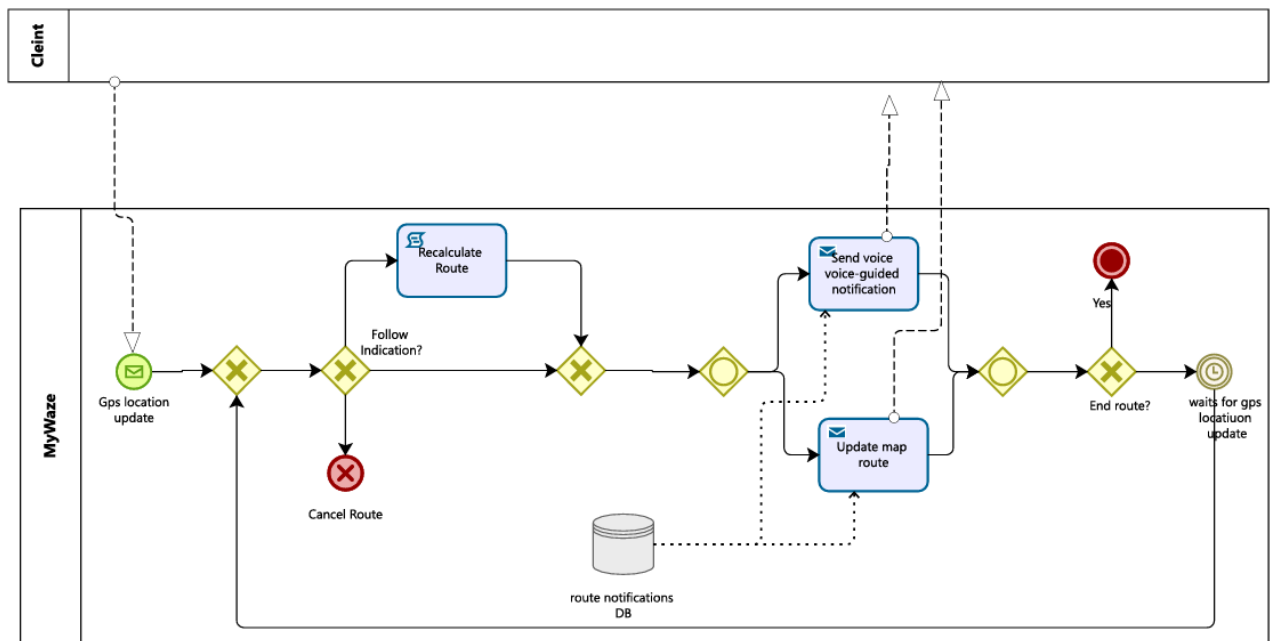 Cleint
MyWaze
Gps location
update
Follow
Indication?
Recalculate
Route
Cancel Route
route notifications
DB
Send voice
voice-guided
notification
Update map
route
Yes
End route?
waits for gps
locatiuon
update